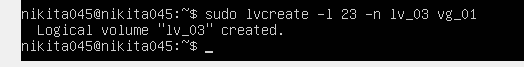 nikita045@nikita045:~$ sudo lvcreate -l 23 -n lv_03 vg_01
  Logical volume "lv_03" created.
nikita045@nikita045:~$ _